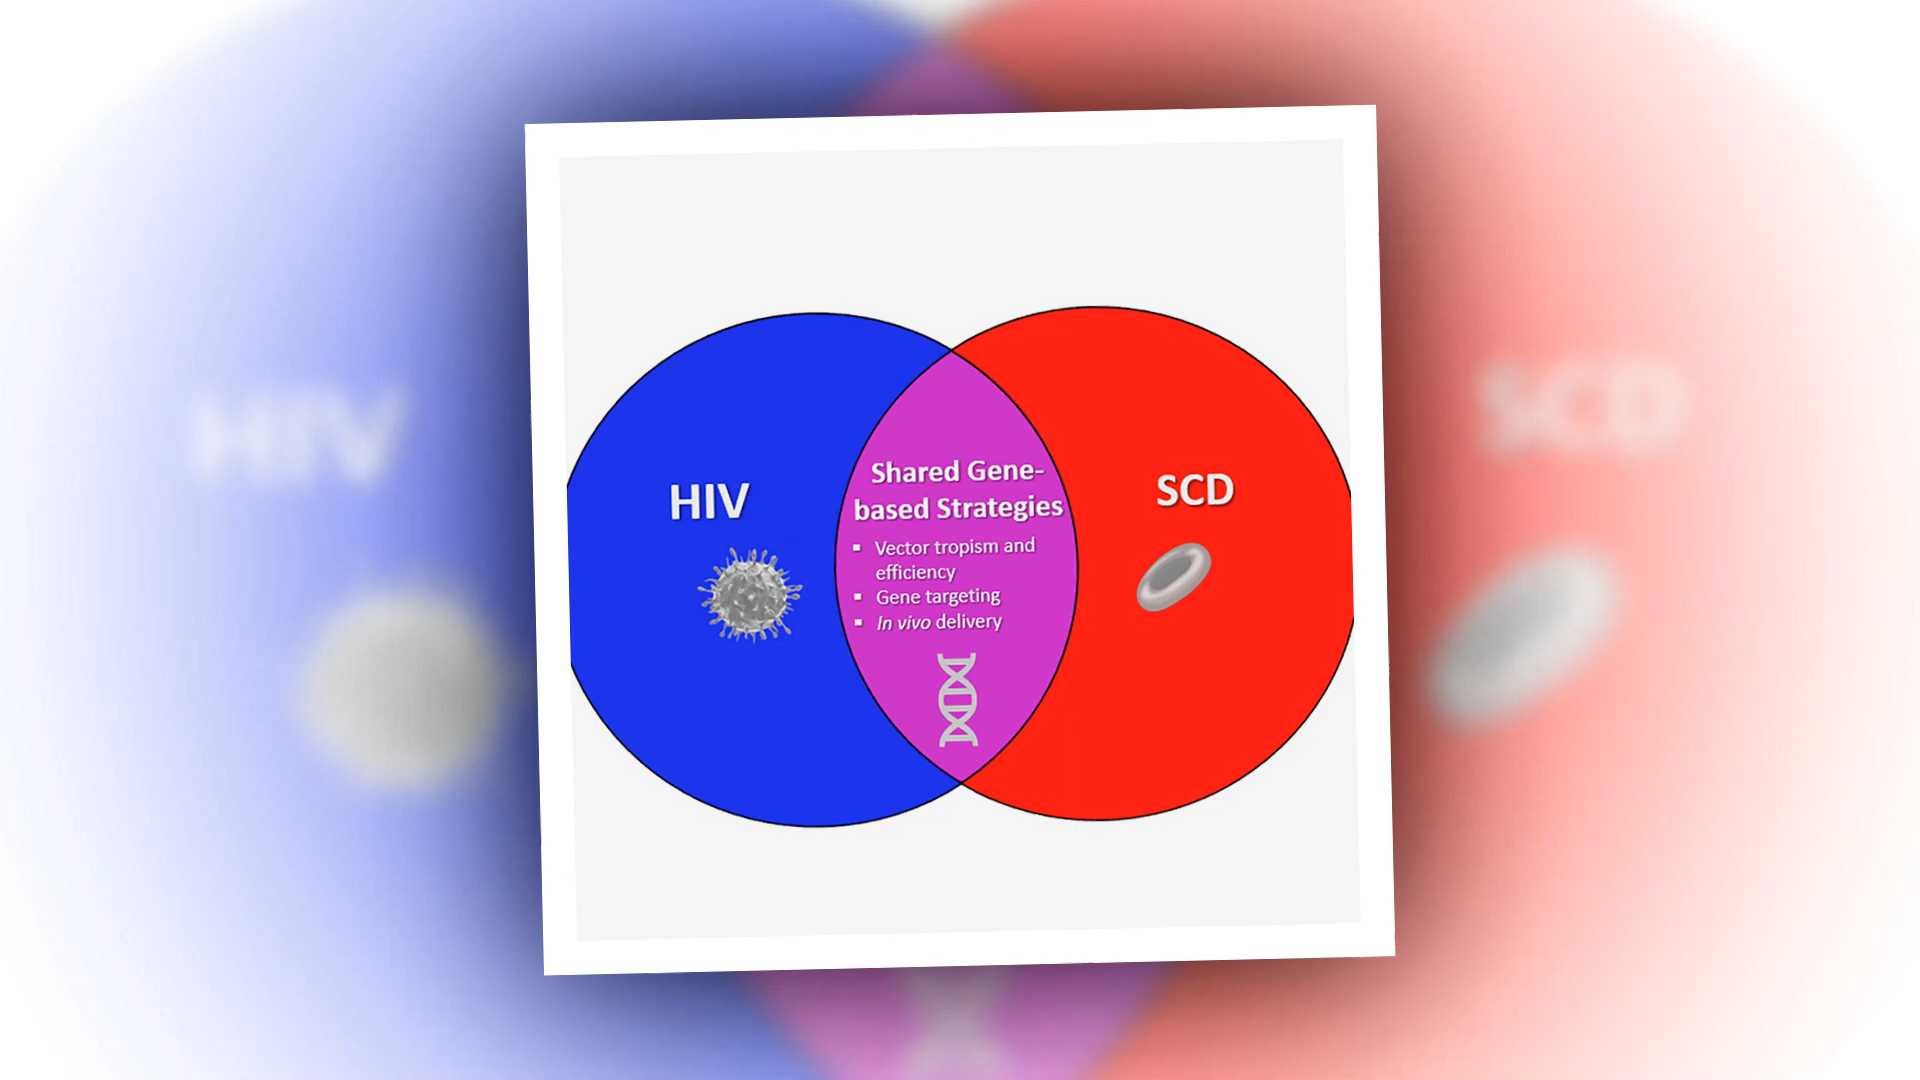 HIV
Shared Gene-
based Strategies
▪ Vector tropism and
efficiency
▪ Gene targeting
▪ In vivo delivery
SCD